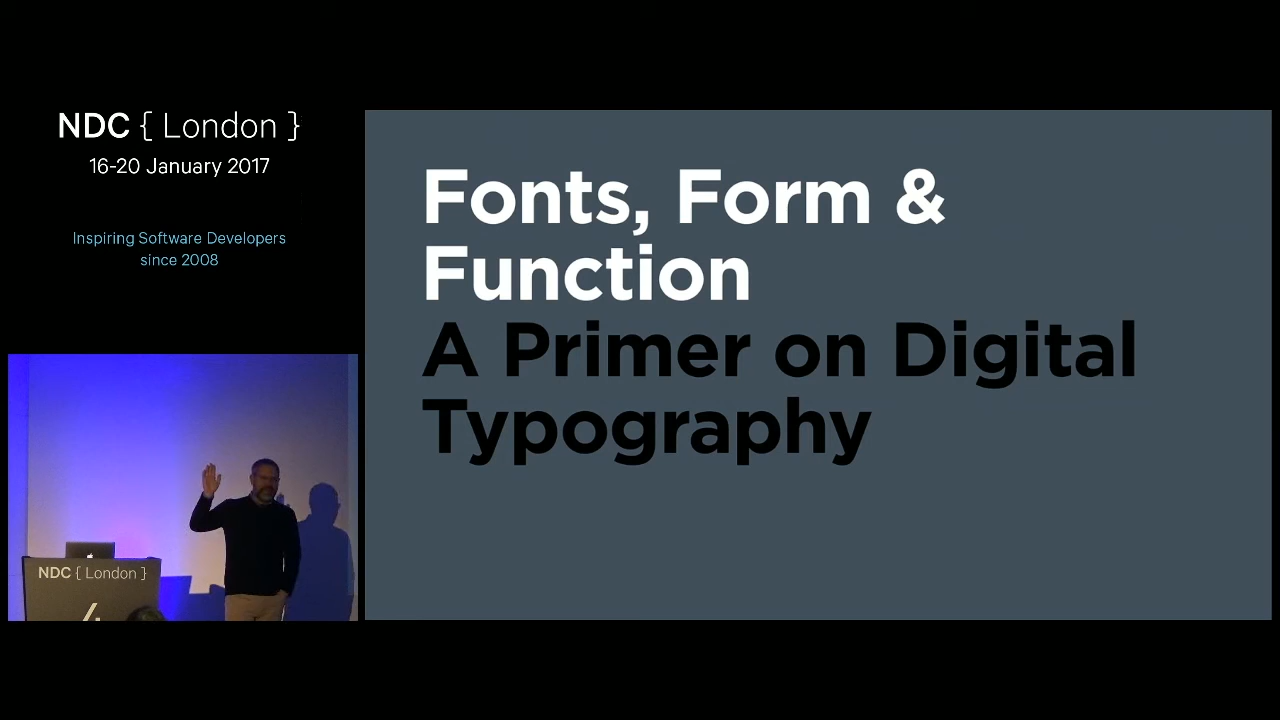 NDC { London }
16-20 January 2017
Inspiring Software Developers
since 2008
Fonts, Form &
Function
A Primer on Digital
Typography
NDC { London }
4